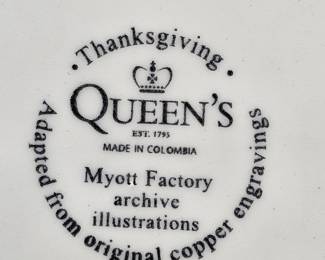 · Thanksgiving ·
QUEEN'S
EST. 1795
MADE IN COLOMBIA
Myott Factory
archive
illustrations
Adapted from original copper engravings